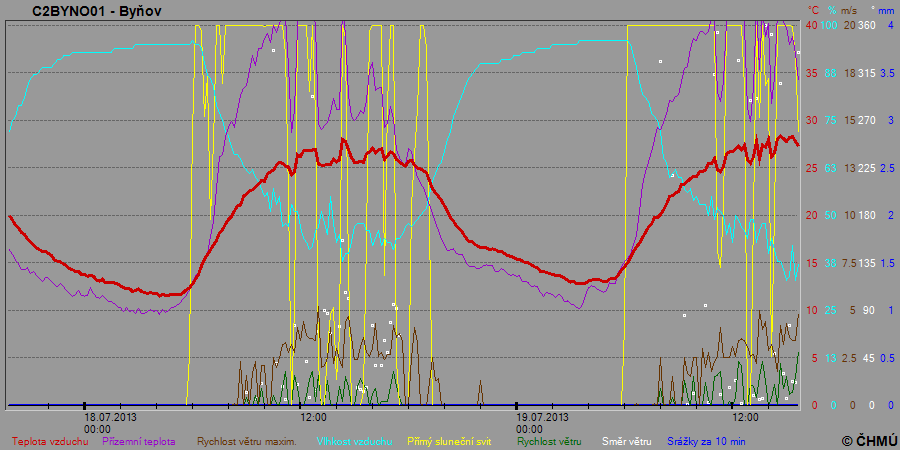 C2BYNO01 - Byňov
°C % m/s ° mm
40 100 20 360 4
35 88 18 315 3.5
30 75 15 270 3
25 63 13 225 2.5
20 50 10 180 2
15 38 7.5 135 1.5
10 25 5 90 1
5 13 2.5 45 0.5
0 0 0 0 0
18.07.2013 12:00 19.07.2013 12:00
00:00 00:00
Teplota vzduchu Přízemní teplota Rychlost větru maxim. Vlhkost vzduchu Přímý sluneční svit Rychlost větru Směr větru Srážky za 10 min © ČHMÚ